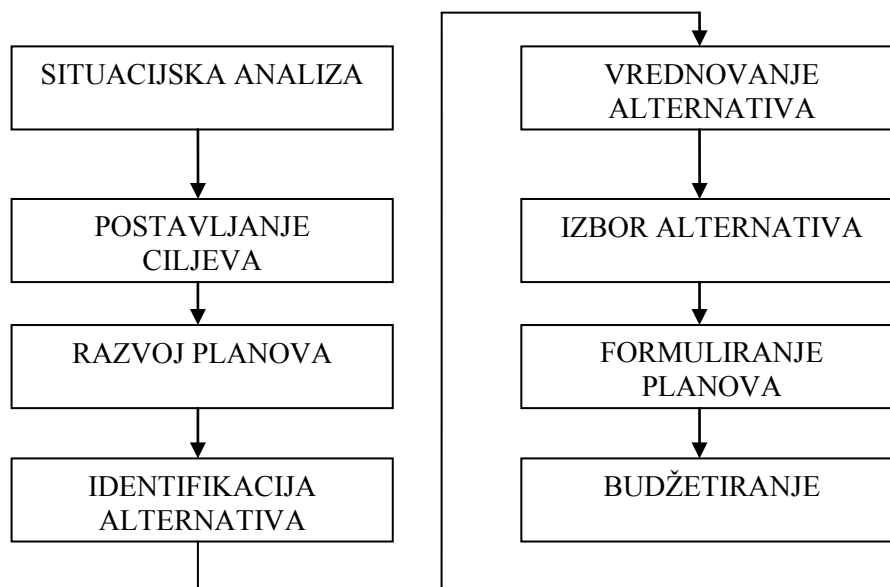 SITUACIJSKA ANALIZA
POSTAVLJANJE
CILJEVA
RAZVOJ PLANOVA
IDENTIFIKACIJA
ALTERNATIVA
VREDNOVANJE
ALTERNATIVA
IZBOR ALTERNATIVA
FORMULIRANJE
PLANOVA
BUDŽETIRANJE